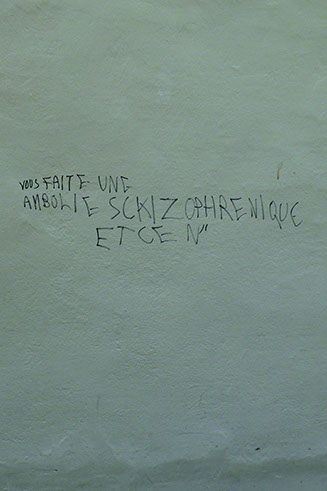 VOUS FAITE UNE
AMBOLIE SCKIZOPHRENIQUE
ET CE N"